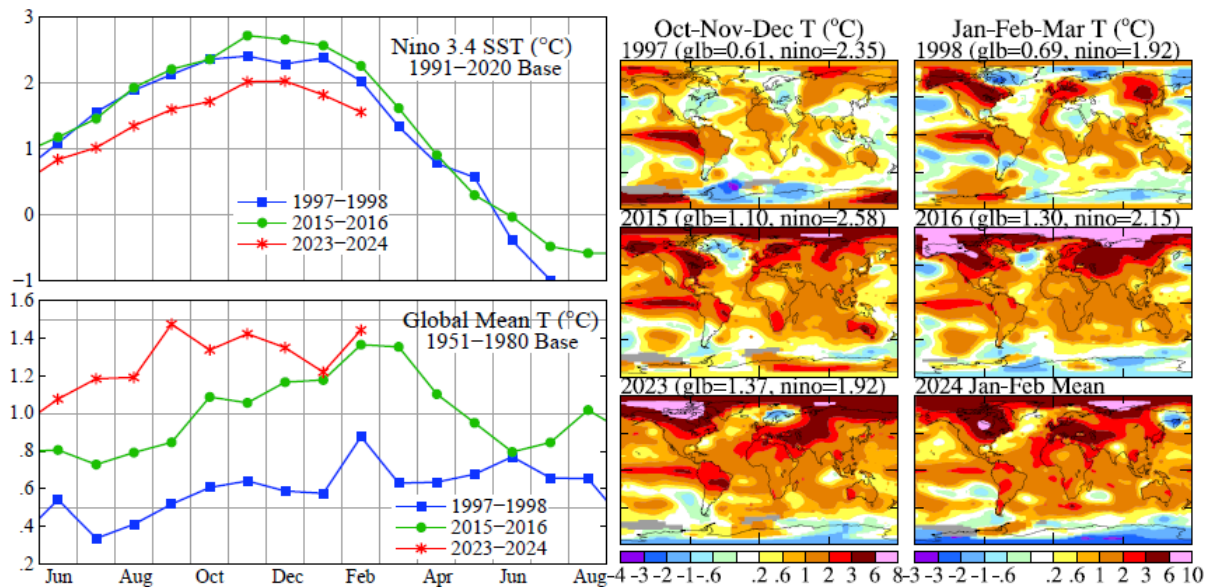 3
2
1
0
−1
Nino 3.4 SST (°C)
1991−2020 Base
1997−1998
2015−2016
2023−2024
1.6
1.4
1.2
1.0
.8
.6
.4
.2
Global Mean T (°C)
1951−1980 Base
1997−1998
2015−2016
2023−2024
Jun Aug Oct Dec Feb Apr Jun Aug
Oct-Nov-Dec T (°C)
Jan-Feb-Mar T (°C)
1997 (glb=0.61, nino=2.35)
1998 (glb=0.69, nino=1.92)
2015 (glb=1.10, nino=2.58)
2016 (glb=1.30, nino=2.15)
2023 (glb=1.37, nino=1.92)
2024 Jan-Feb Mean
-4 -3 -2 -1 -.6 .2 .6 1 2 3 6 8
-3 -2 -1 -.6 .2 .6 1 2 3 6 10